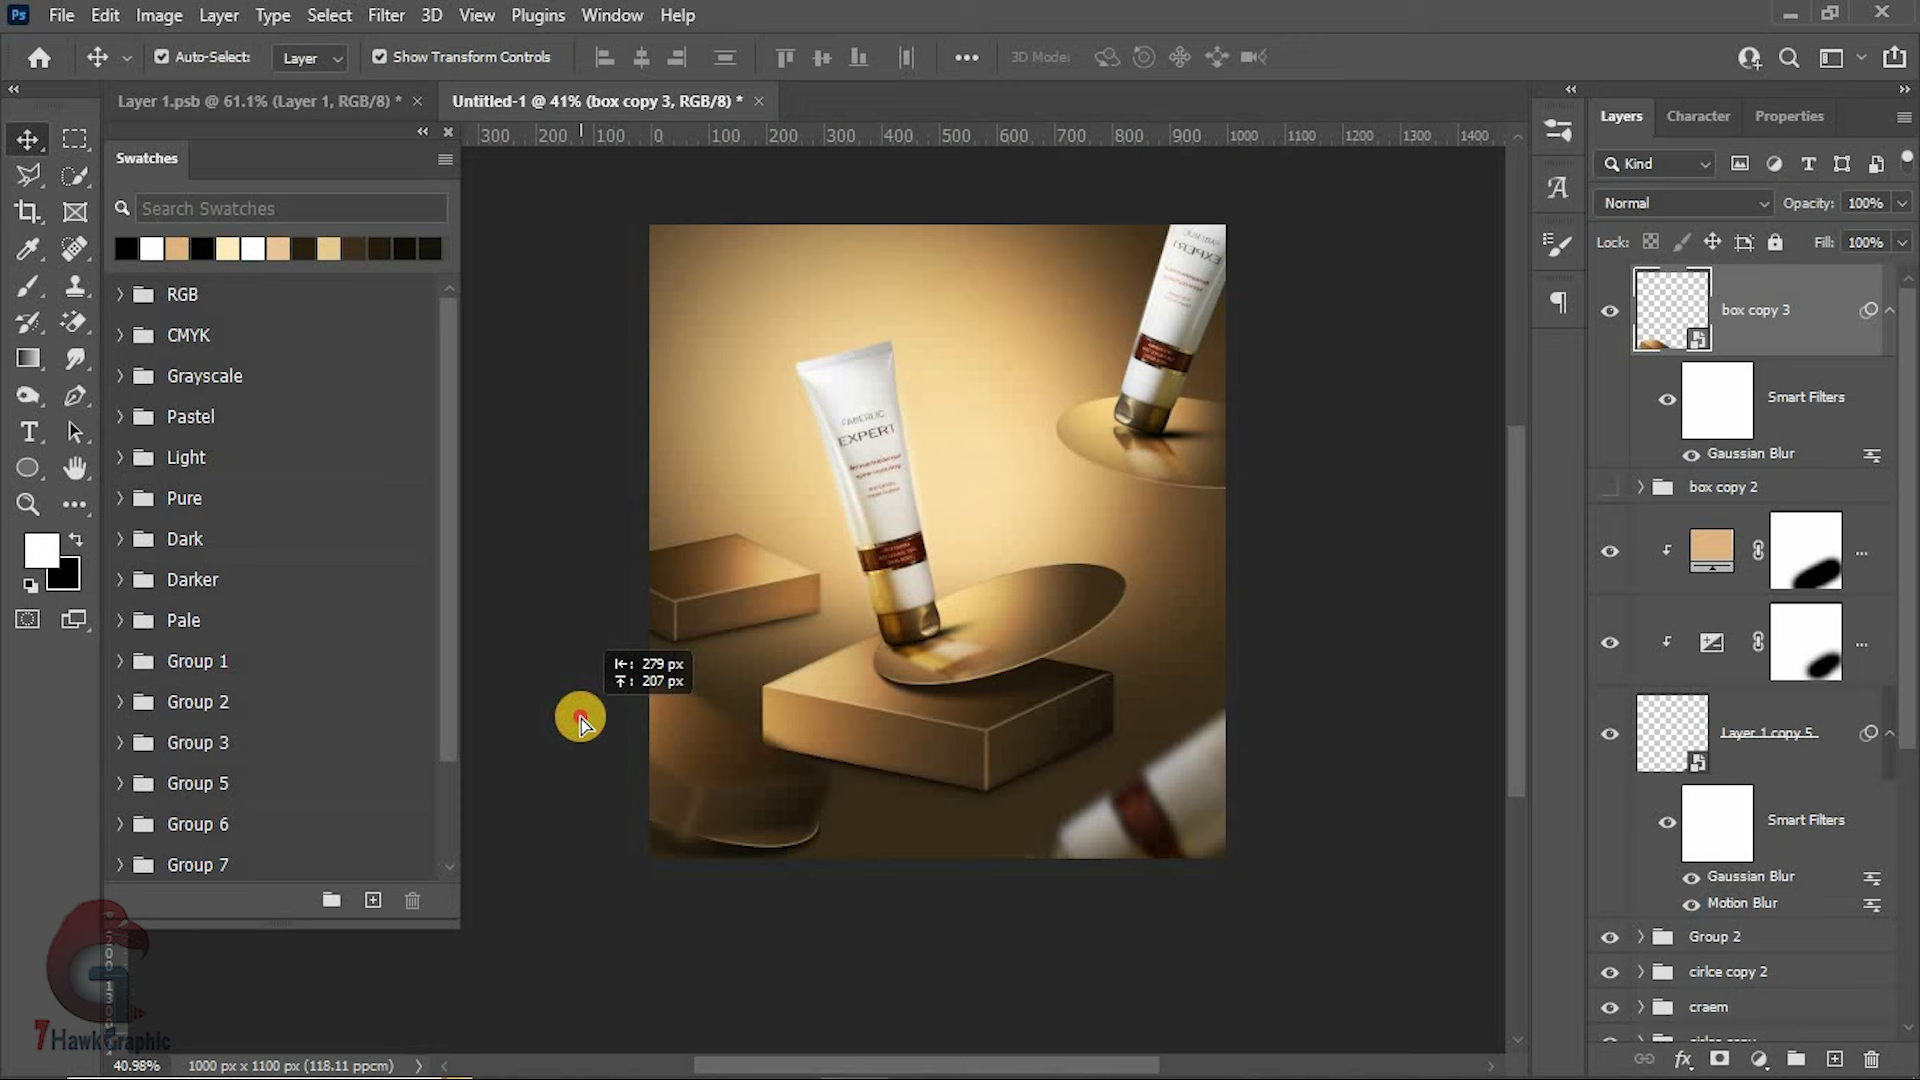 Ps File Edit Image Layer Type Select Filter 3D View Plugins Window Help
Auto-Select: Layer Show Transform Controls 3D Mode:
Layer 1.psb @ 61.1% (Layer 1, RGB/8) * Untitled-1 @ 41% (box copy 3, RGB/8) *
300 200 100 0 100 200 300 400 500 600 700 800 900 1000 1100 1200 1300 1400
Swatches
Search Swatches
RGB
CMYK
Grayscale
Pastel
Light
Pure
Dark
Darker
Pale
Group 1
Group 2
Group 3
Group 5
Group 6
Group 7
FABERLIC
EXPERT
279 px
207 px
Layers Character Properties
Kind
Normal Opacity: 100%
Lock: Fill: 100%
box copy 3
Smart Filters
Gaussian Blur
box copy 2
Layer 1 copy 5
Smart Filters
Gaussian Blur
Motion Blur
Group 2
cirlce copy 2
craem
7 HawkGraphic
40.98% 1000 px x 1100 px (118.11 ppcm)